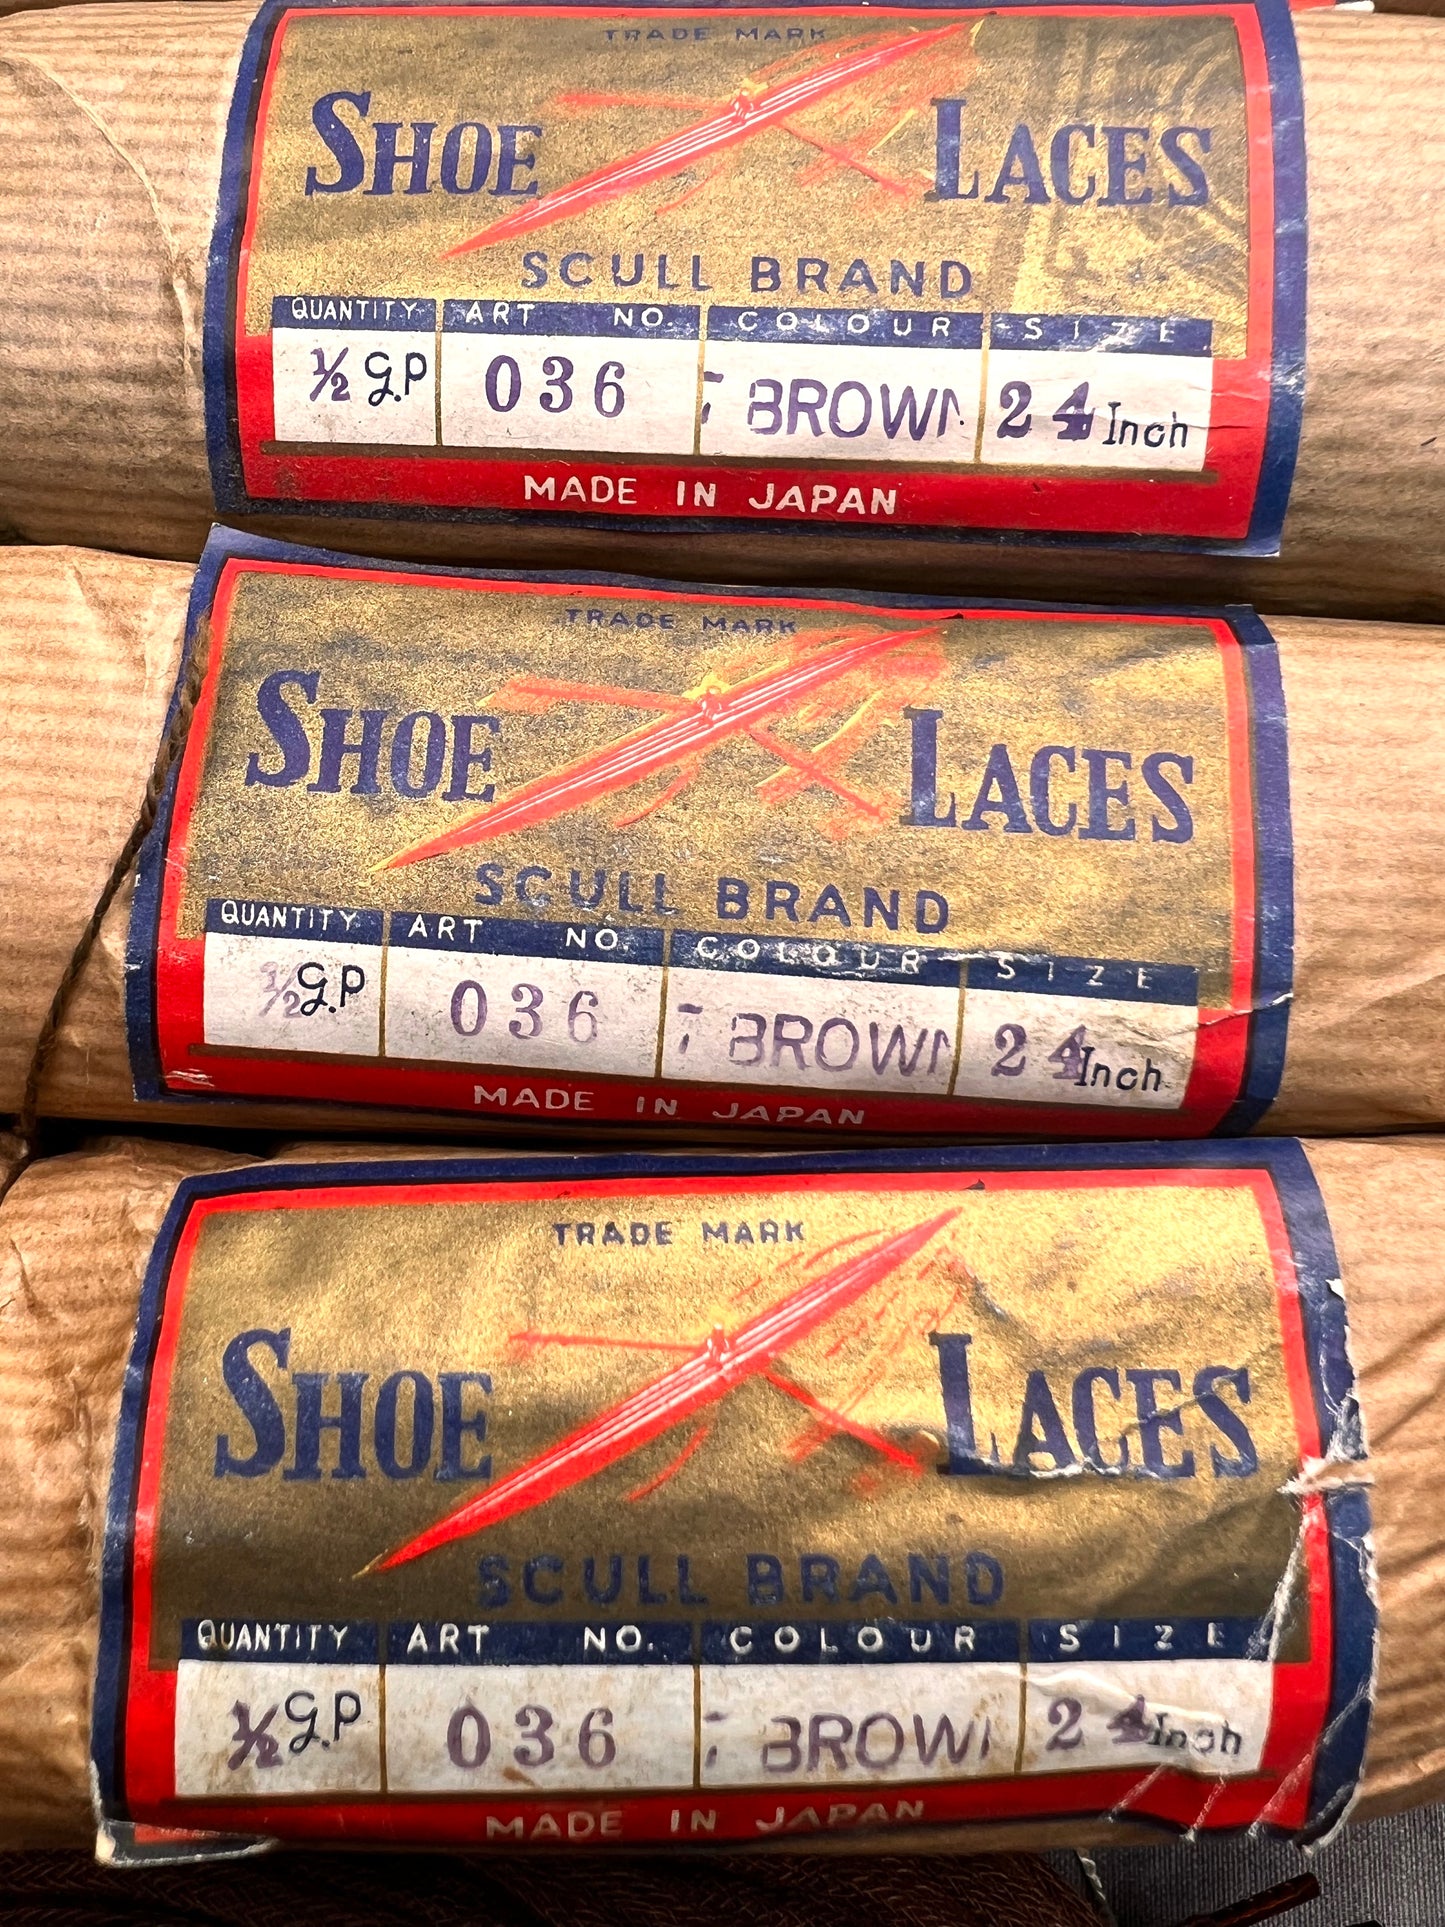 TRADE MARK
SHOE LACES
SCULL BRAND
QUANTITY ART NO. COLOUR SIZE
½ G.P 036 BROWN 24 Inch
MADE IN JAPAN
TRADE MARK
SHOE LACES
SCULL BRAND
QUANTITY ART NO. COLOUR SIZE
½ G.P 036 BROWN 24 Inch
MADE IN JAPAN
TRADE MARK
SHOE LACES
SCULL BRAND
QUANTITY ART NO. COLOUR SIZE
½ G.P 036 BROWN 24 Inch
MADE IN JAPAN